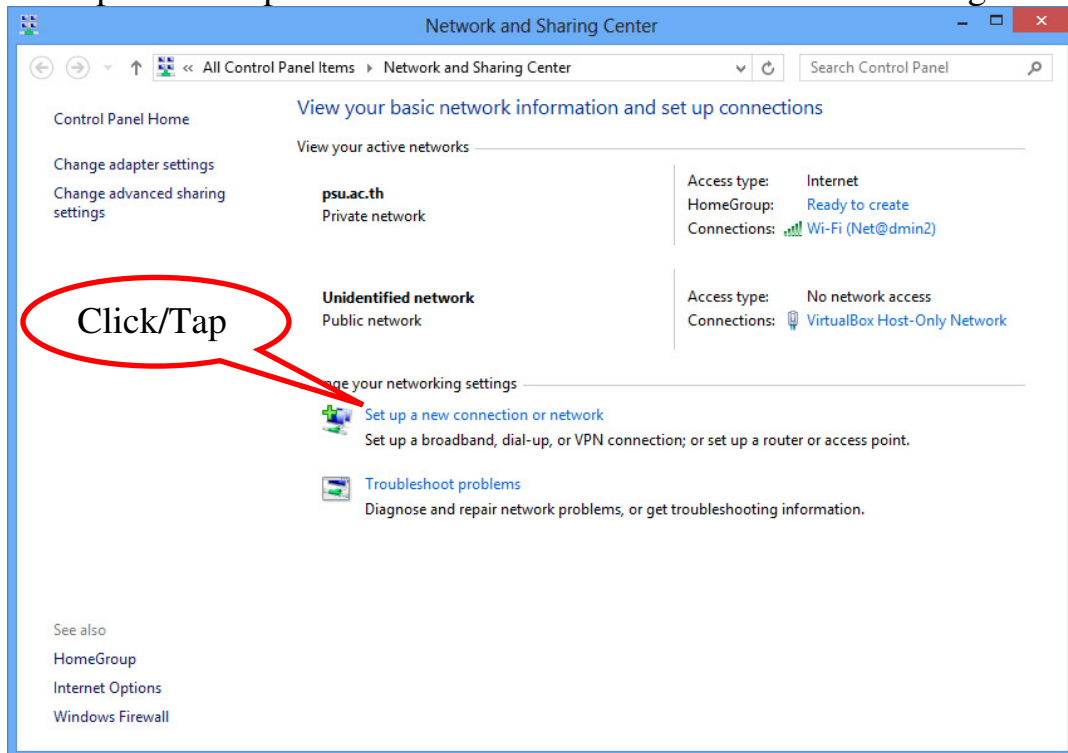 Network and Sharing Center
« All Control Panel Items Network and Sharing Center Search Control Panel
Control Panel Home
Change adapter settings
Change advanced sharing
settings
View your basic network information and set up connections
View your active networks
psu.ac.th
Private network
Access type: Internet
HomeGroup: Ready to create
Connections: Wi-Fi (Net@dmin2)
Unidentified network
Public network
Access type: No network access
Connections: VirtualBox Host-Only Network
Click/Tap
your networking settings
Set up a new connection or network
Set up a broadband, dial-up, or VPN connection; or set up a router or access point.
Troubleshoot problems
Diagnose and repair network problems, or get troubleshooting information.
See also
HomeGroup
Internet Options
Windows Firewall